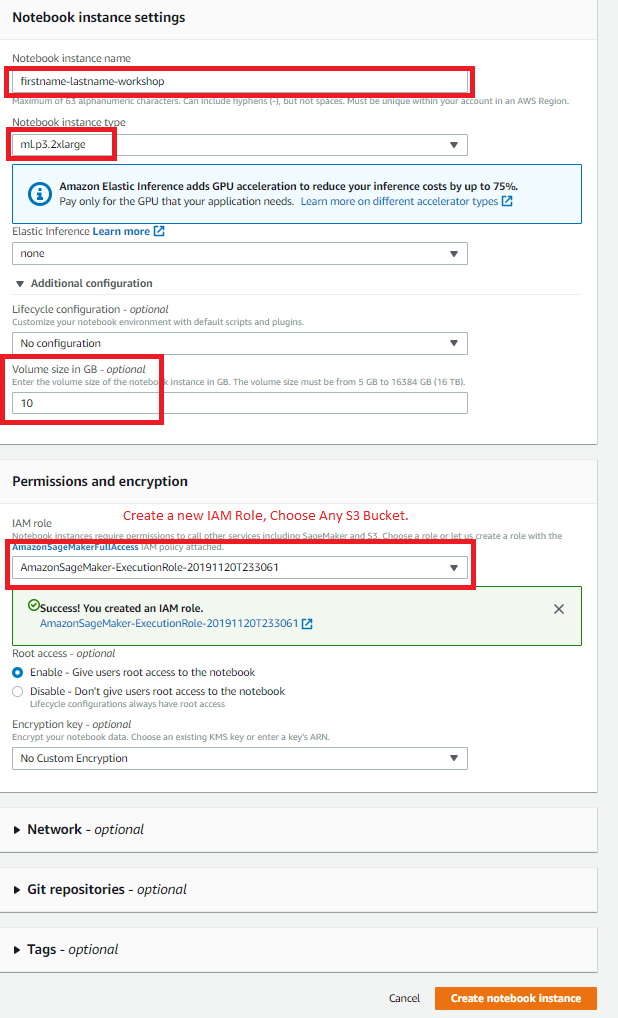 Notebook instance settings
Notebook instance name
firstname-lastname-workshop
Maximum of 63 alphanumeric characters. Can include hyphens (-), but not spaces. Must be unique within your account in an AWS Region.
Notebook instance type
ml.p3.2xlarge
Amazon Elastic Inference adds GPU acceleration to reduce your inference costs by up to 75%.
Pay only for the GPU that your application needs. Learn more on different accelerator types
Elastic Inference Learn more
none
Additional configuration
Lifecycle configuration - optional
Customize your notebook environment with default scripts and plugins.
No configuration
Volume size in GB - optional
Enter the volume size of the notebook instance in GB. The volume size must be from 5 GB to 16384 GB (16 TB).
10
Permissions and encryption
Create a new IAM Role, Choose Any S3 Bucket.
IAM role
Notebook instances require permissions to call other services including SageMaker and S3. Choose a role or let us create a role with the
AmazonSageMakerFullAccess IAM policy attached.
AmazonSageMaker-ExecutionRole-20191120T233061
Success! You created an IAM role.
AmazonSageMaker-ExecutionRole-20191120T233061
Root access - optional
Enable - Give users root access to the notebook
Disable - Don't give users root access to the notebook
Lifecycle configurations always have root access
Encryption key - optional
Encrypt your notebook data. Choose an existing KMS key or enter a key's ARN.
No Custom Encryption
Network - optional
Git repositories - optional
Tags - optional
Cancel Create notebook instance